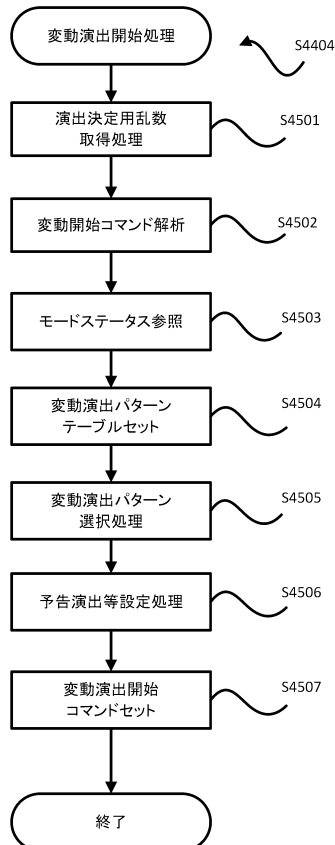 変動演出開始処理
S4404
演出決定用乱数
取得処理
S4501
変動開始コマンド解析
S4502
モードステータス参照
S4503
変動演出パターン
テーブルセット
S4504
変動演出パターン
選択処理
S4505
予告演出等設定処理
S4506
変動演出開始
コマンドセット
S4507
終了